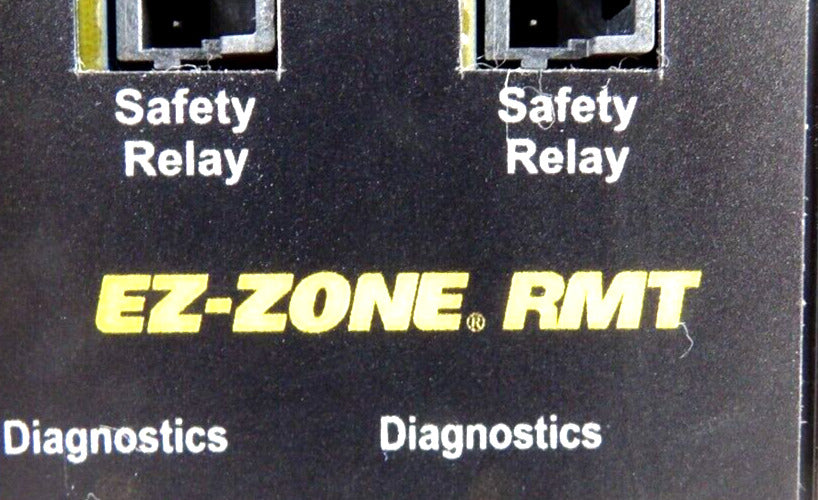 Safety Safety
Relay Relay
EZ-ZONE® RMT
Diagnostics Diagnostics